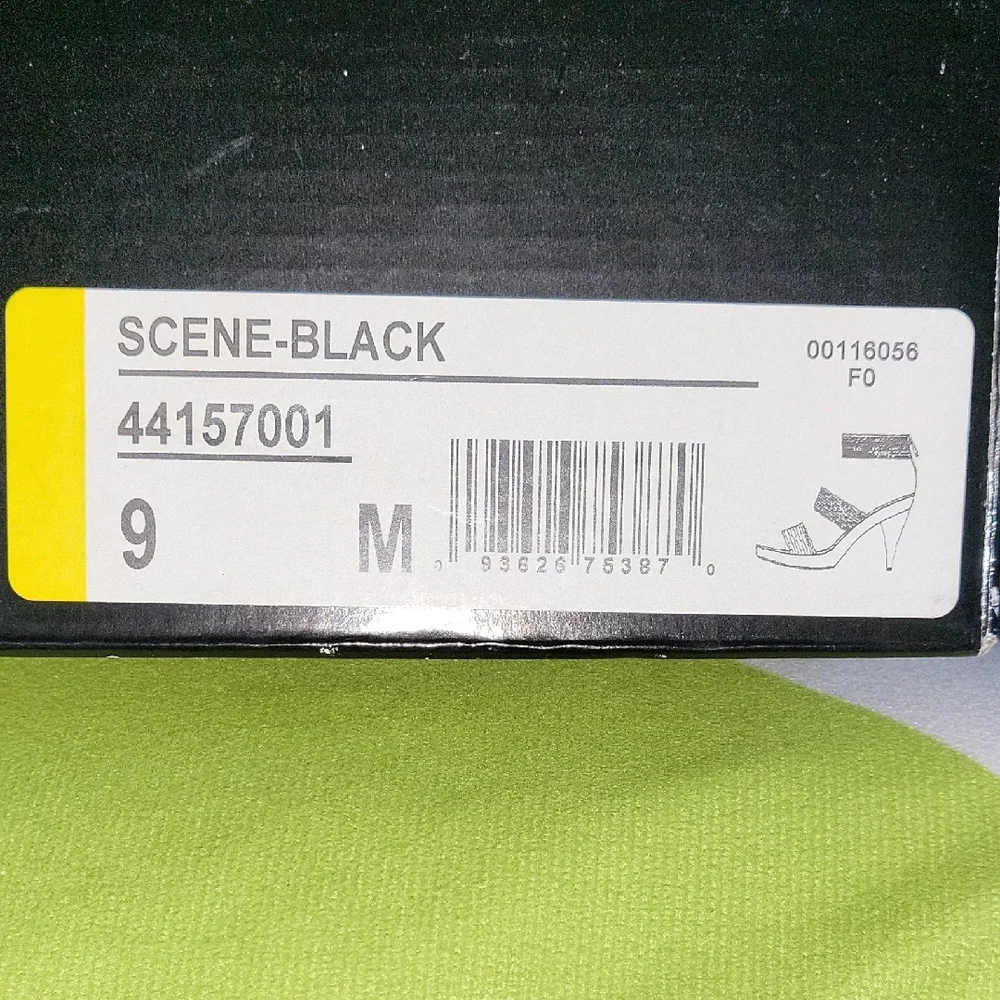 SCENE-BLACK
00116056
F0
44157001
9 M
0 93626 75387 0